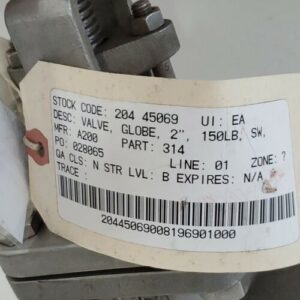 STOCK CODE: 204 45069 UI: EA
DESC: VALVE, GLOBE, 2", 150LB, SW,
MFR: A200 PART: 314
PO: 028065 LINE: 01 ZONE: ?
QA CLS: N STR LVL: B EXPIRES: N/A
TRACE:
20445069008196901000